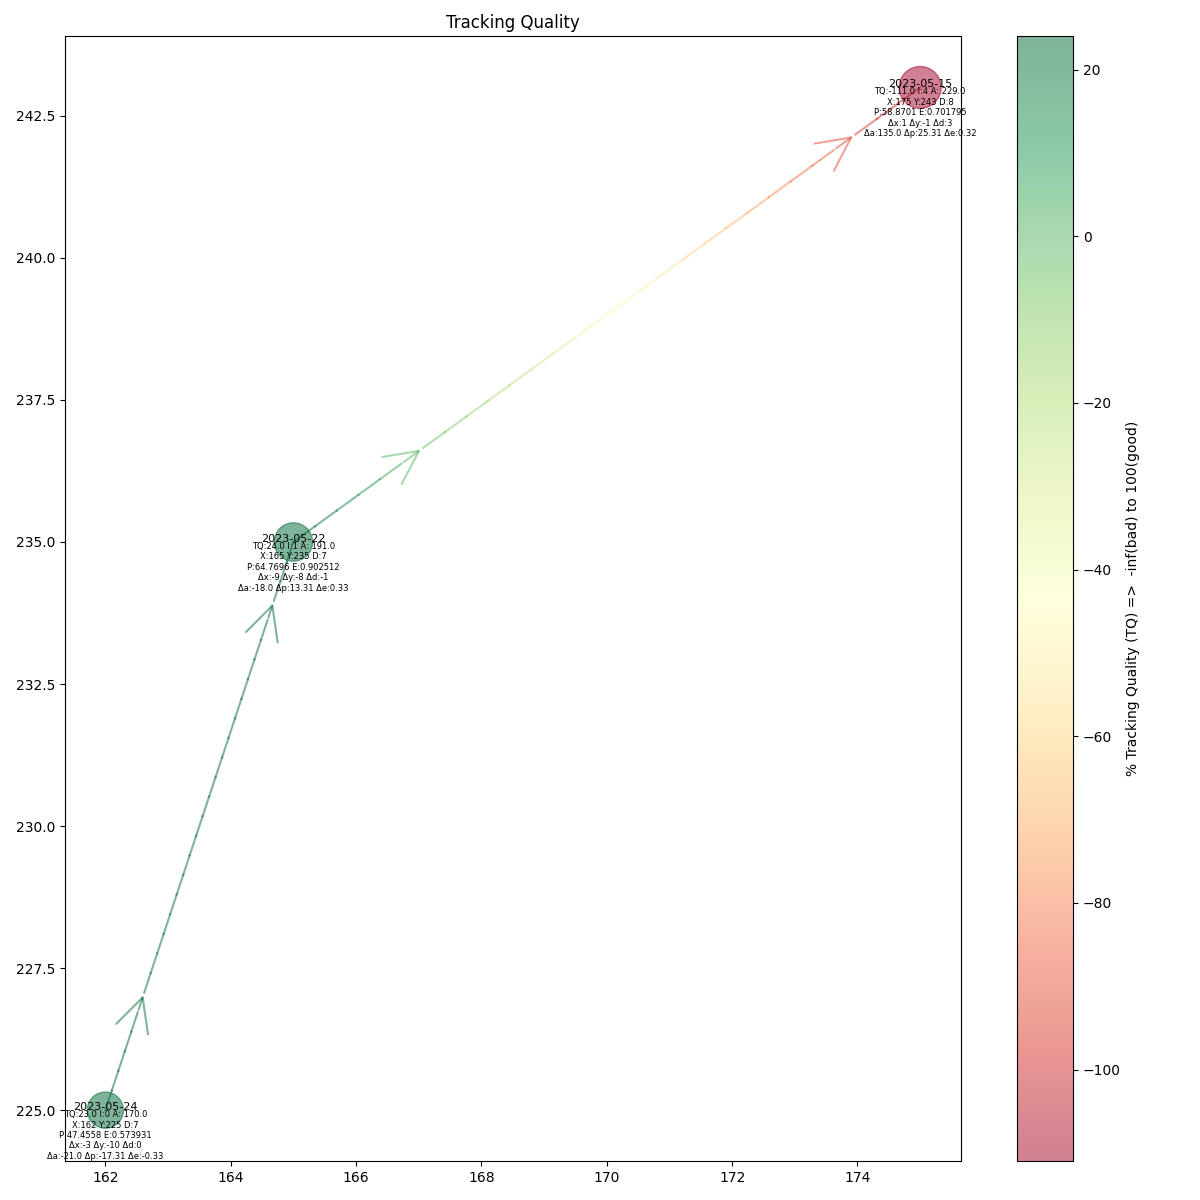 Tracking Quality
242.5
240.0
237.5
235.0
232.5
230.0
227.5
225.0
162
164
166
168
170
172
174
2023-05-15
TQ:-111.0 I:4 A: 229.0
X:175 Y:243 D:8
P:58.8701 E:0.701795
Δx:1 Δy:-1 Δd:3
Δa:135.0 Δp:25.31 Δe:0.32
2023-05-22
TQ:24.0 I:1 A: 191.0
X:165 Y:235 D:7
P:64.7696 E:0.902512
Δx:-9 Δy:-8 Δd:-1
Δa:-18.0 Δp:13.31 Δe:0.33
2023-05-24
TQ:23.0 I:0 A: 170.0
X:162 Y:225 D:7
P:47.4558 E:0.573931
Δx:-3 Δy:-10 Δd:0
Δa:-21.0 Δp:-17.31 Δe:-0.33
20
0
−20
−40
−60
−80
−100
% Tracking Quality (TQ) => -inf(bad) to 100(good)